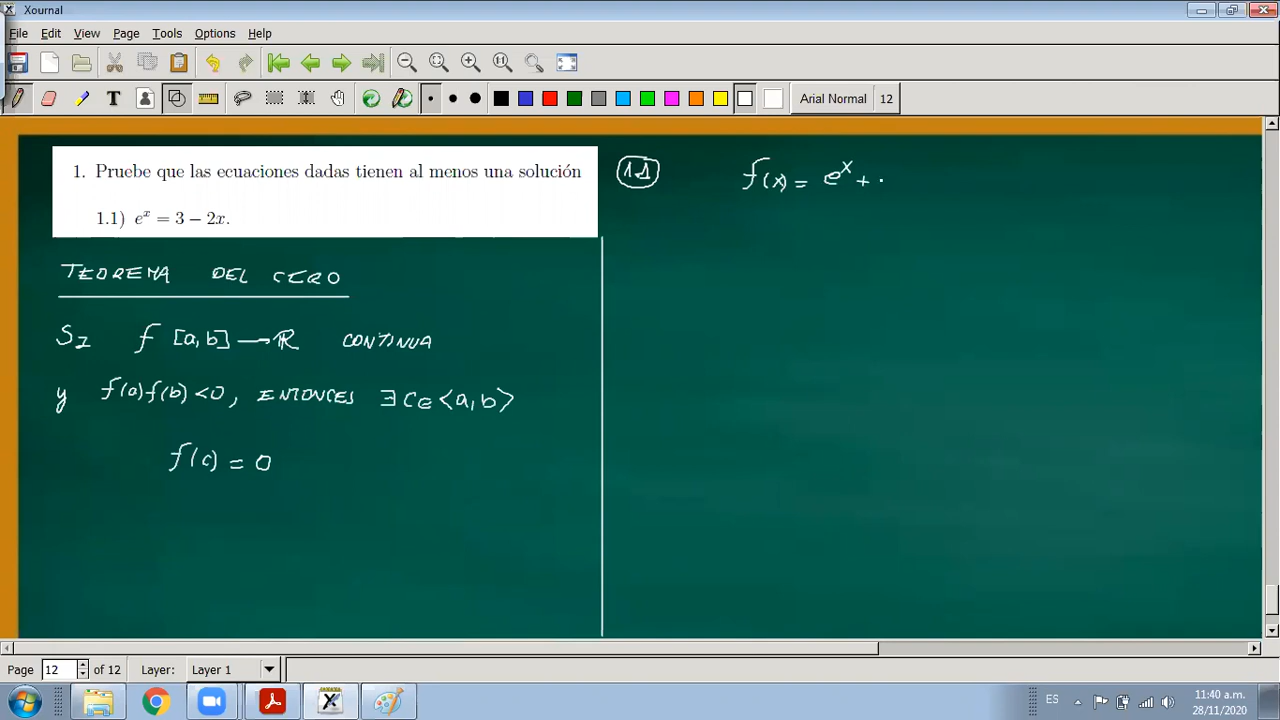 Xournal
File Edit View Page Tools Options Help
Arial Normal 12
1. Pruebe que las ecuaciones dadas tienen al menos una solución
1.1) e^x = 3 − 2x.
TEOREMA DEL CERO
SI f [a,b] → ℝ CONTINUA
y f(a)f(b) <0, ENTONCES ∃ c∈ <a,b>
f(c) = 0
1.1 f(x) = e^x + .
Page 12 of 12 Layer: Layer 1
ES 11:40 a.m.
28/11/2020